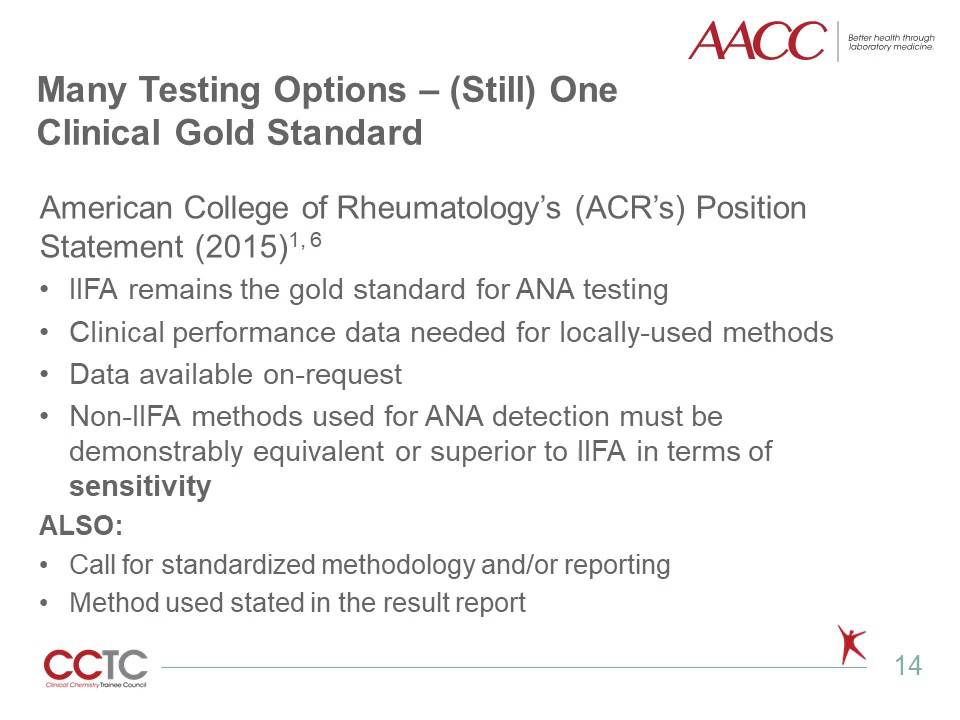 AACC
Better health through
laboratory medicine.
Many Testing Options – (Still) One
Clinical Gold Standard
American College of Rheumatology’s (ACR’s) Position
Statement (2015)1, 6
• IIFA remains the gold standard for ANA testing
• Clinical performance data needed for locally-used methods
• Data available on-request
• Non-IIFA methods used for ANA detection must be
demonstrably equivalent or superior to IIFA in terms of
sensitivity
ALSO:
• Call for standardized methodology and/or reporting
• Method used stated in the result report
CCTC
Clinical Chemistry Trainee Council
14